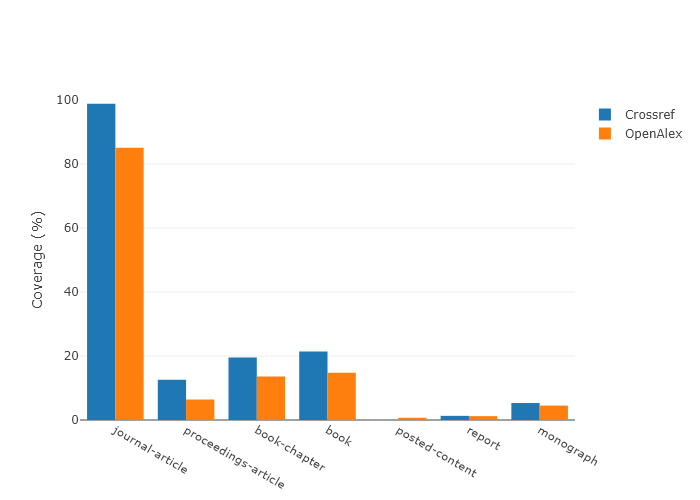 100
80
60
40
20
0
Coverage (%)
journal-article
proceedings-article
book-chapter
book
posted-content
report
monograph
Crossref
OpenAlex